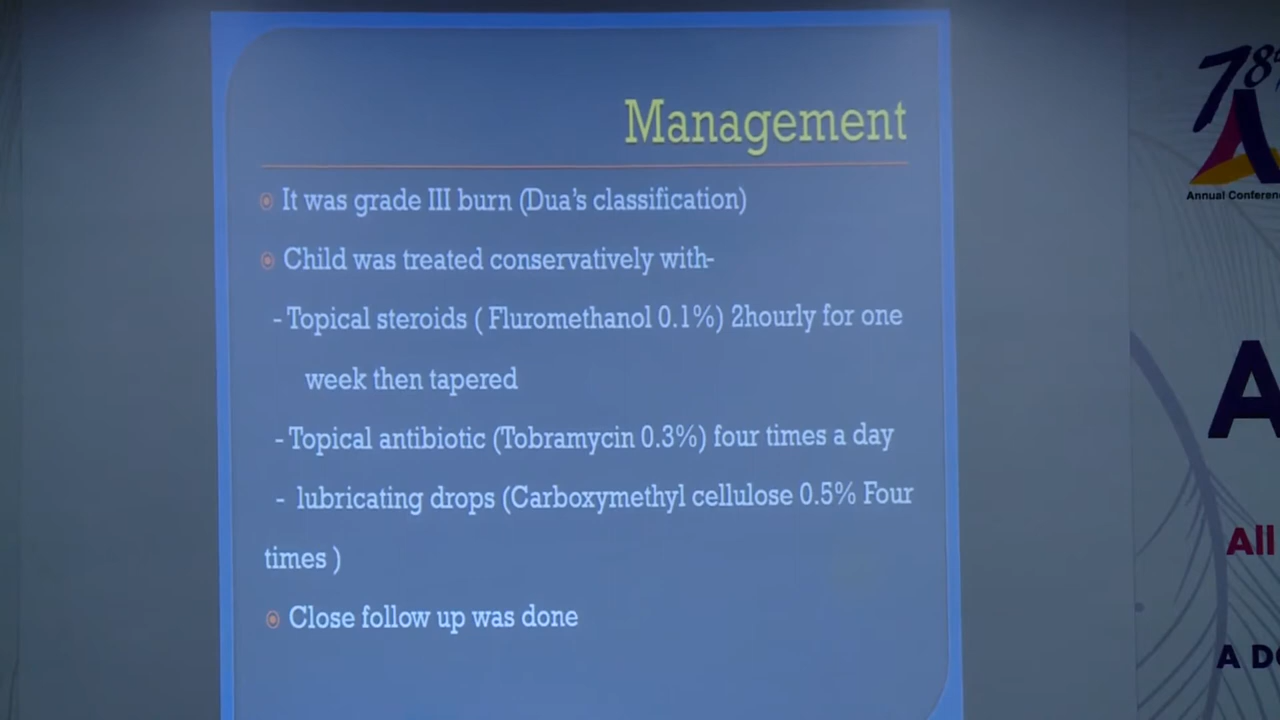 Management
It was grade III burn (Dua's classification)
Child was treated conservatively with-
- Topical steroids ( Fluromethanol 0.1%) 2hourly for one
week then tapered
- Topical antibiotic (Tobramycin 0.3%) four times a day
- lubricating drops (Carboxymethyl cellulose 0.5% Four
times )
Close follow up was done
78
A
Annual
A
All
A